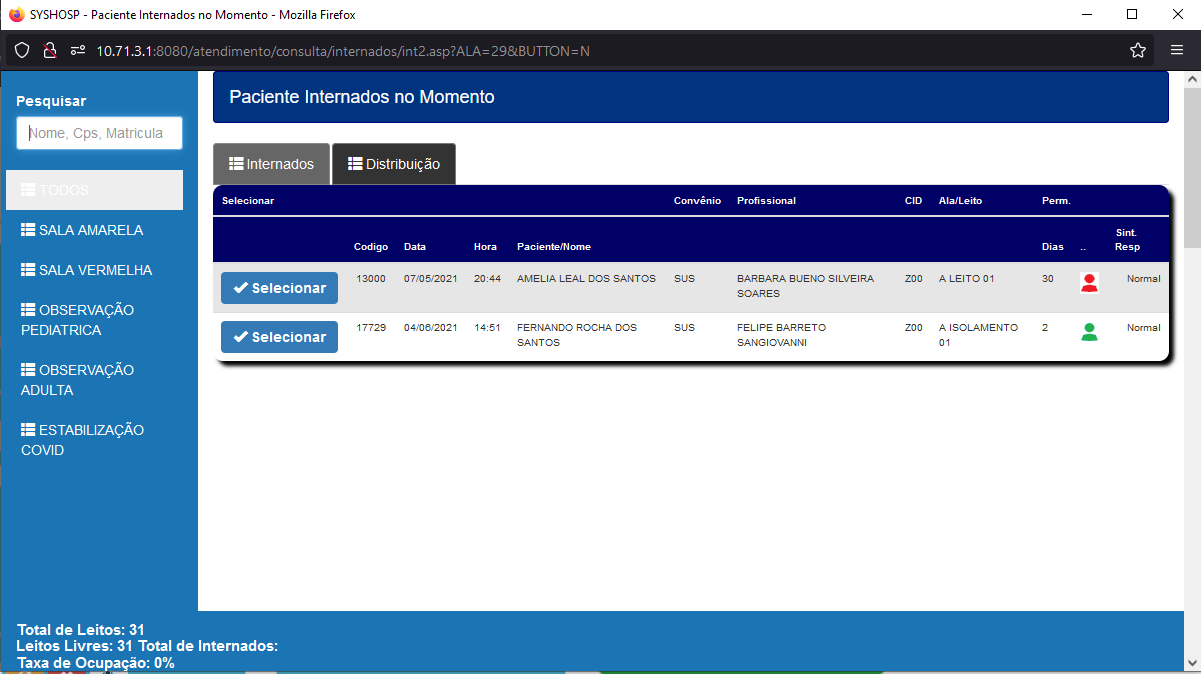 SYSHOSP - Paciente Internados no Momento - Mozilla Firefox
10.71.3.1:8080/atendimento/consulta/internados/int2.asp?ALA=29&BUTTON=N
Pesquisar
Nome, Cps, Matricula
TODOS
SALA AMARELA
SALA VERMELHA
OBSERVAÇÃO
PEDIATRICA
OBSERVAÇÃO
ADULTA
ESTABILIZAÇÃO
COVID
Paciente Internados no Momento
Internados Distribuição
Selecionar Convênio Profissional CID Ala/Leito Perm.
Codigo Data Hora Paciente/Nome Dias .. Sint.
Resp
Selecionar 13000 07/05/2021 20:44 AMELIA LEAL DOS SANTOS SUS BARBARA BUENO SILVEIRA Z00 A LEITO 01 30 Normal
SOARES
Selecionar 17729 04/06/2021 14:51 FERNANDO ROCHA DOS SUS FELIPE BARRETO Z00 A ISOLAMENTO 2 Normal
SANTOS SANGIOVANNI 01
Total de Leitos: 31
Leitos Livres: 31 Total de Internados:
Taxa de Ocupação: 0%